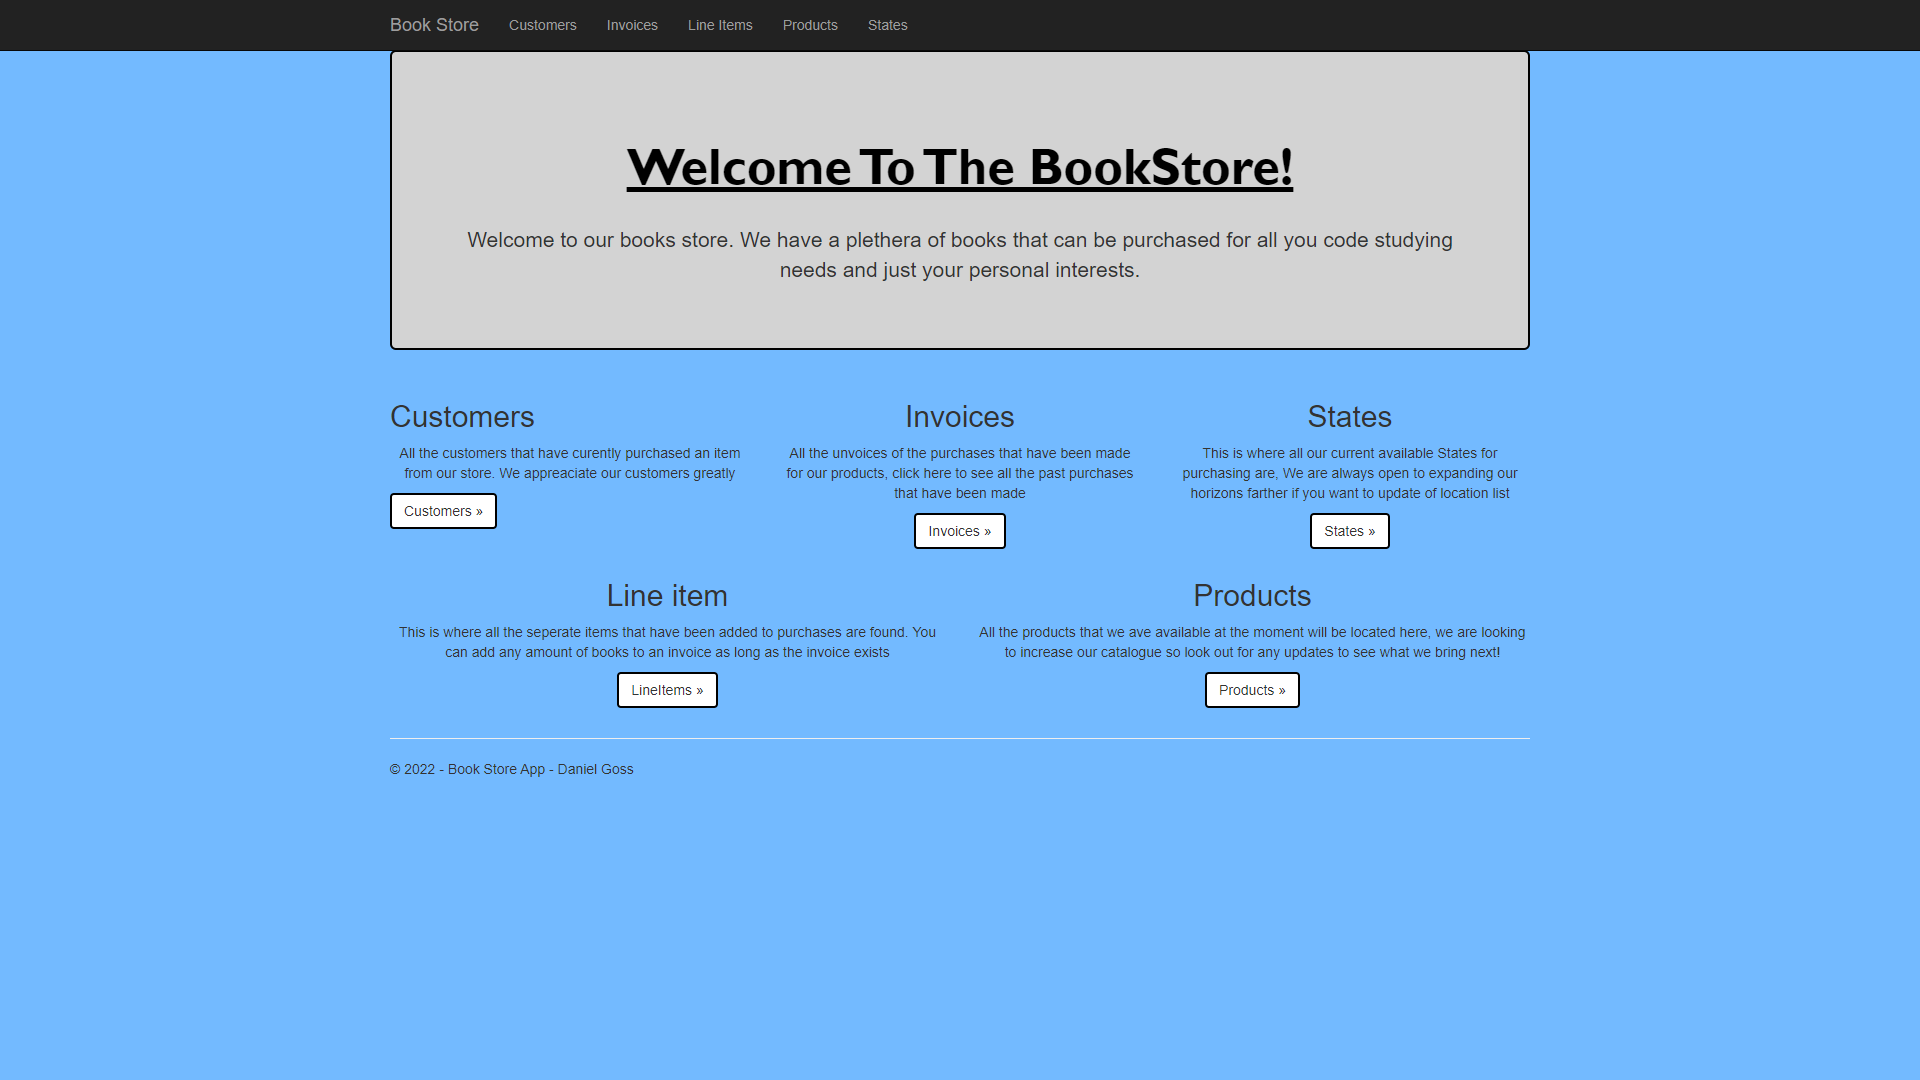 Book Store Customers Invoices Line Items Products States
Welcome To The BookStore!
Welcome to our books store. We have a plethera of books that can be purchased for all you code studying
needs and just your personal interests.
Customers
All the customers that have curently purchased an item
from our store. We appreaciate our customers greatly
Customers »
Invoices
All the unvoices of the purchases that have been made
for our products, click here to see all the past purchases
that have been made
Invoices »
States
This is where all our current available States for
purchasing are, We are always open to expanding our
horizons farther if you want to update of location list
States »
Line item
This is where all the seperate items that have been added to purchases are found. You
can add any amount of books to an invoice as long as the invoice exists
LineItems »
Products
All the products that we ave available at the moment will be located here, we are looking
to increase our catalogue so look out for any updates to see what we bring next!
Products »
© 2022 - Book Store App - Daniel Goss